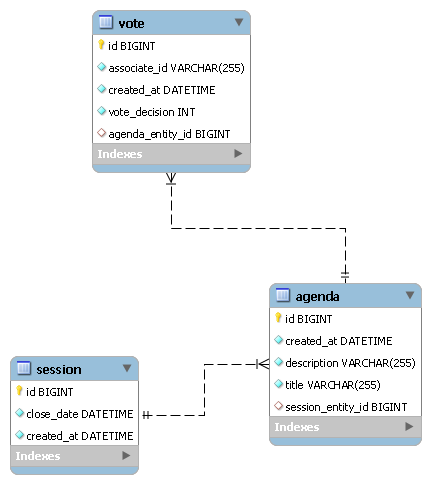 vote
id BIGINT
associate_id VARCHAR(255)
created_at DATETIME
vote_decision INT
agenda_entity_id BIGINT
Indexes
agenda
id BIGINT
created_at DATETIME
description VARCHAR(255)
title VARCHAR(255)
session_entity_id BIGINT
Indexes
session
id BIGINT
close_date DATETIME
created_at DATETIME
Indexes